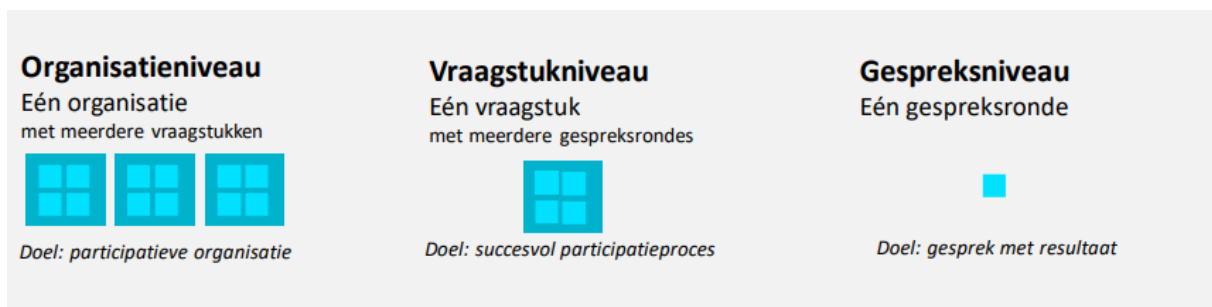 Organisatieniveau
Eén organisatie
met meerdere vraagstukken
Doel: participatieve organisatie
Vraagstukniveau
Eén vraagstuk
met meerdere gespreksrondes
Doel: succesvol participatieproces
Gespreksniveau
Eén gespreksronde
Doel: gesprek met resultaat